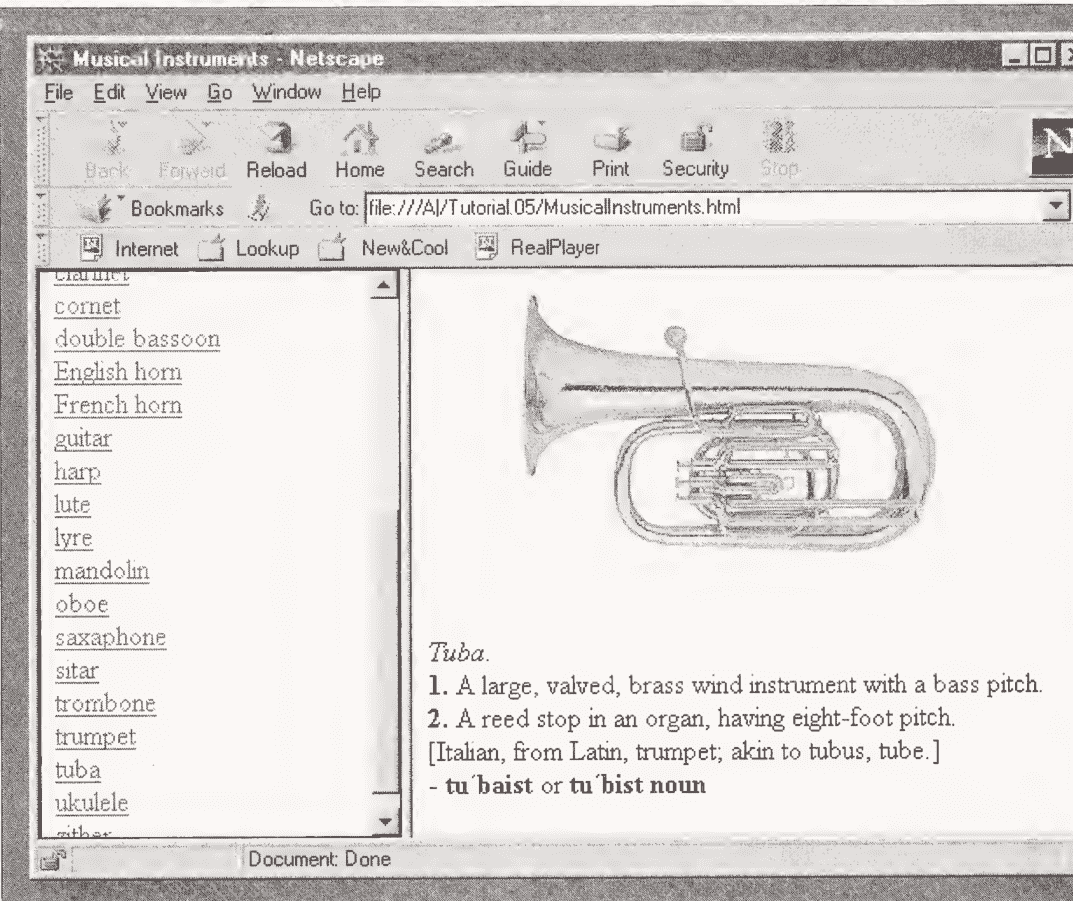 Musical Instruments - Netscape
File Edit View Go Window Help
Back Forward Reload Home Search Guide Print Security Stop
N
Bookmarks Go to: file:///A|/Tutorial.05/MusicalInstruments.html
Internet Lookup New&Cool RealPlayer
clarinet
cornet
double bassoon
English horn
French horn
guitar
harp
lute
lyre
mandolin
oboe
saxaphone
sitar
trombone
trumpet
tuba
ukulele
zither
Tuba.
1. A large, valved, brass wind instrument with a bass pitch.
2. A reed stop in an organ, having eight-foot pitch.
[Italian, from Latin, trumpet; akin to tubus, tube.]
- tu´baist or tu´bist noun
Document: Done